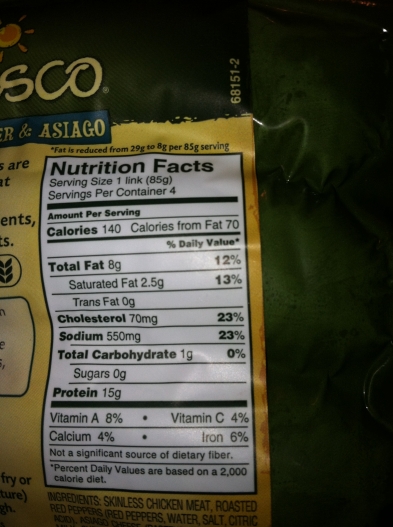 sco
ER & ASIAGO
68151-2
*Fat is reduced from 29g to 8g per 85g serving
s are
at
ents,
ts.
n
e
s,
fry or
ture)
gh.
Nutrition Facts
Serving Size 1 link (85g)
Servings Per Container 4
Amount Per Serving
Calories 140 Calories from Fat 70
% Daily Value*
Total Fat 8g 12%
Saturated Fat 2.5g 13%
Trans Fat 0g
Cholesterol 70mg 23%
Sodium 550mg 23%
Total Carbohydrate 1g 0%
Sugars 0g
Protein 15g
Vitamin A 8% • Vitamin C 4%
Calcium 4% • Iron 6%
Not a significant source of dietary fiber.
*Percent Daily Values are based on a 2,000
calorie diet.
INGREDIENTS: SKINLESS CHICKEN MEAT, ROASTED
RED PEPPERS (RED PEPPERS, WATER, SALT, CITRIC
ACID), ASIAGO CHEESE